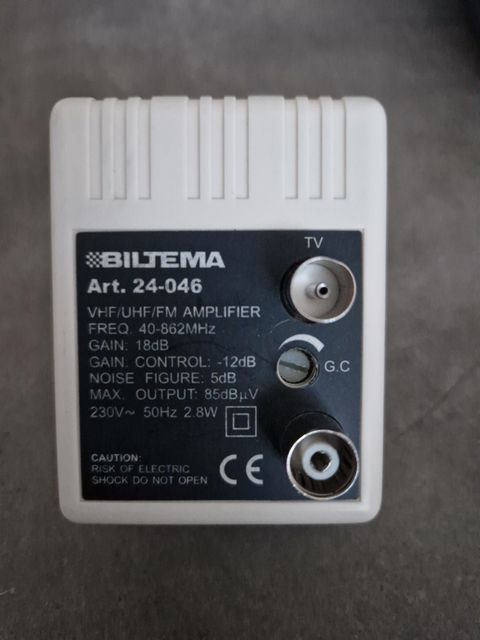 BILTEMA
Art. 24-046
VHF/UHF/FM AMPLIFIER
FREQ. 40-862MHz
GAIN: 18dB
GAIN. CONTROL: -12dB
NOISE FIGURE: 5dB
MAX. OUTPUT: 85dBµV
230V~ 50Hz 2.8W
CAUTION:
RISK OF ELECTRIC
SHOCK DO NOT OPEN
CE
TV
G.C